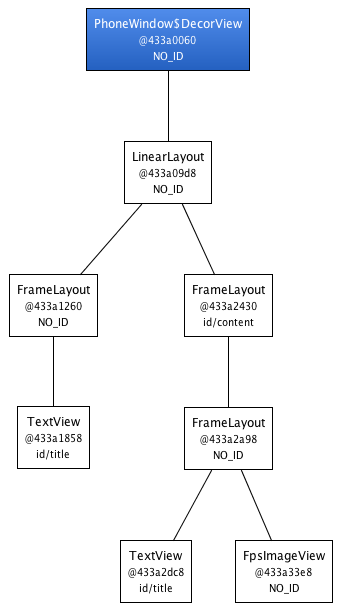 PhoneWindow$DecorView
@433a0060
NO_ID
LinearLayout
@433a09d8
NO_ID
FrameLayout
@433a1260
NO_ID
FrameLayout
@433a2430
id/content
TextView
@433a1858
id/title
FrameLayout
@433a2a98
NO_ID
TextView
@433a2dc8
id/title
FpsImageView
@433a33e8
NO_ID